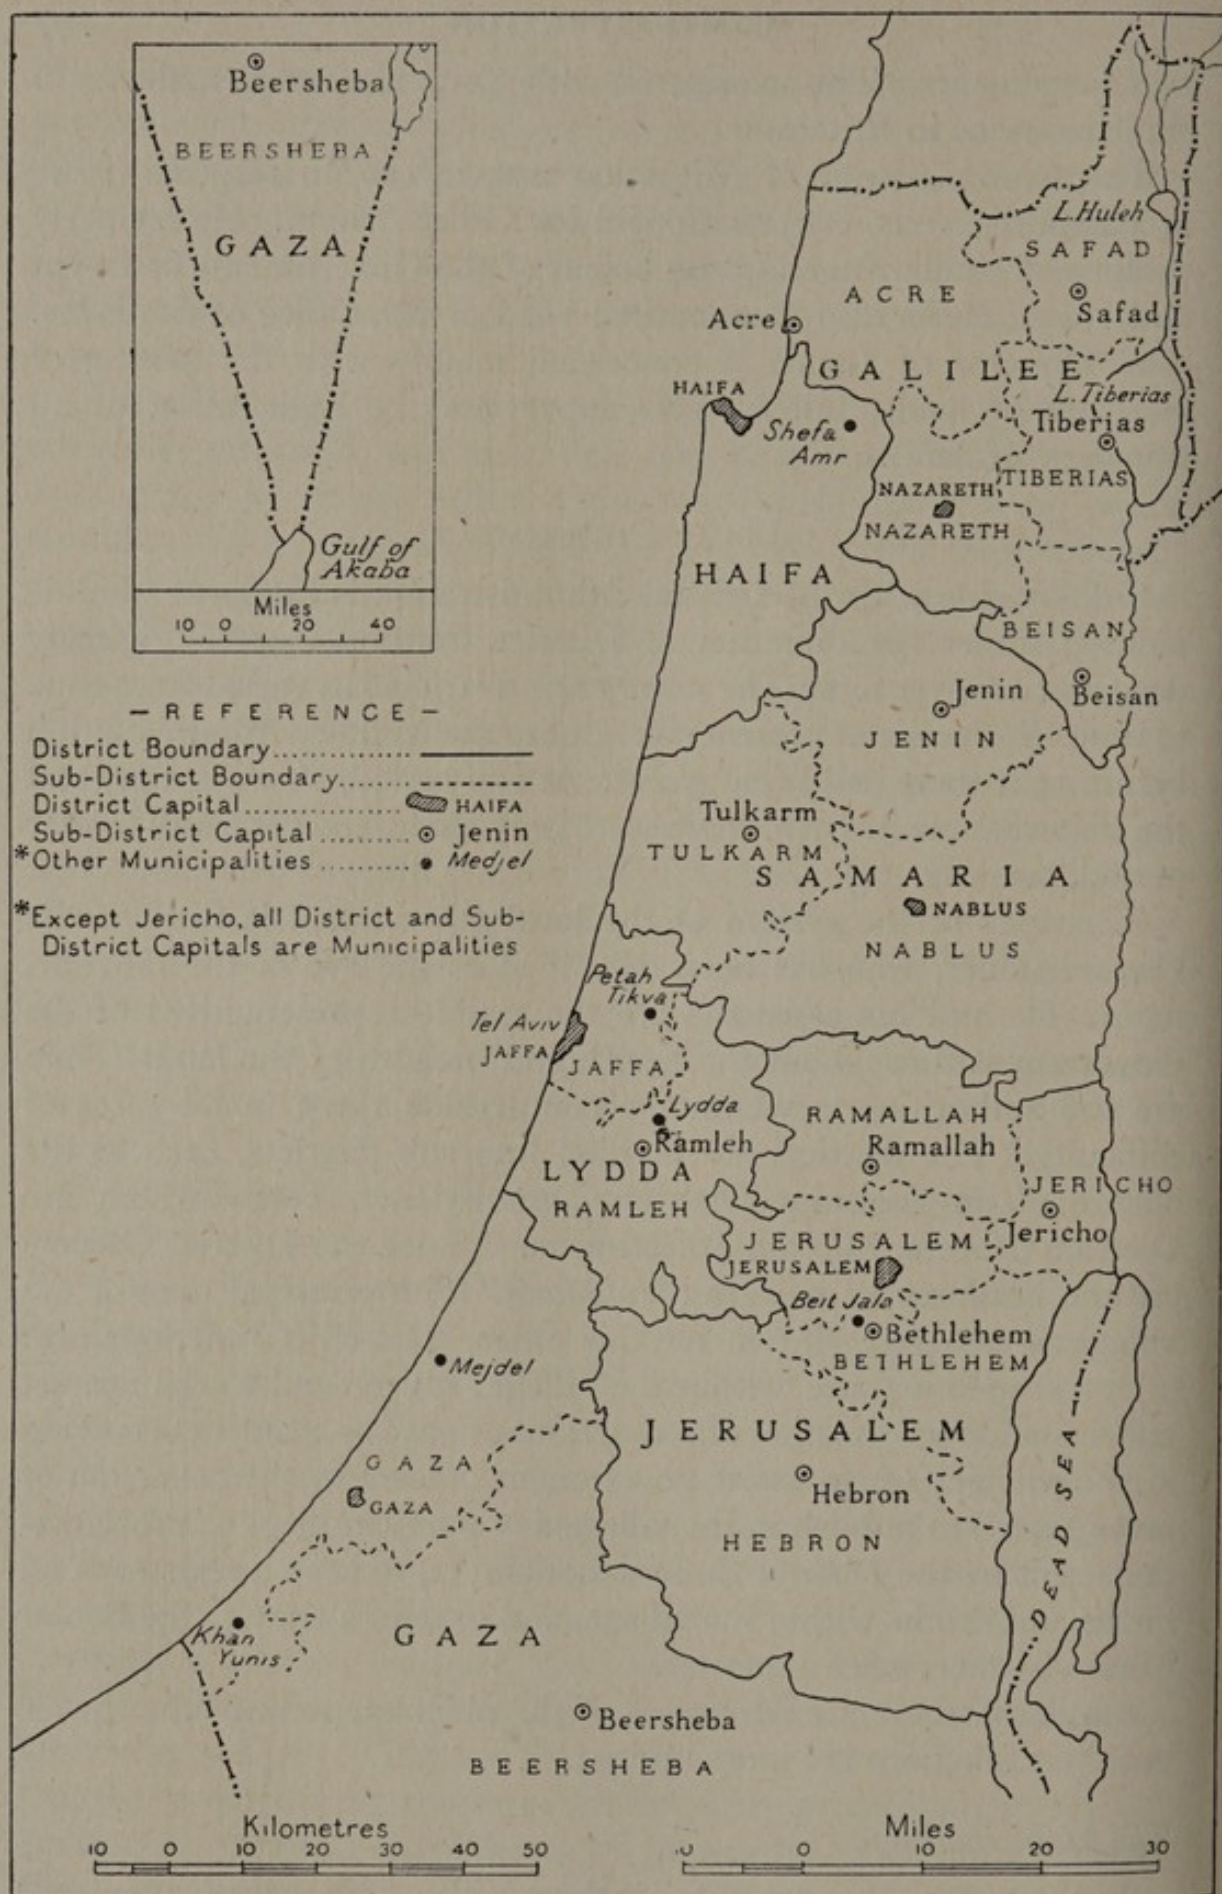 Beersheba
BEERSHEBA
GAZA
Gulf of
Akaba
Miles
10 0 20 40
— REFERENCE —
District Boundary
Sub-District Boundary
District Capital HAIFA
Sub-District Capital Jenin
*Other Municipalities Medjel
*Except Jericho, all District and Sub-
District Capitals are Municipalities
L. Huleh
SAFAD
ACRE
Safad
Acre
GALILEE
HAIFA
L. Tiberias
Shefa
Amr
Tiberias
TIBERIAS
NAZARETH
NAZARETH
HAIFA
BEISAN
Jenin
Beisan
JENIN
Tulkarm
TULKARM
SAMARIA
NABLUS
NABLUS
Petah
Tikva
Tel Aviv
JAFFA
JAFFA
Lydda
RAMALLAH
Ramleh
Ramallah
LYDDA
JERICHO
RAMLEH
Jericho
JERUSALEM
JERUSALEM
Beit Jala
Bethlehem
BETHLEHEM
Mejdel
JERUSALEM
GAZA
GAZA
Hebron
HEBRON
DEAD SEA
Khan
Yunis
GAZA
Beersheba
BEERSHEBA
Kilometres
10 0 10 20 30 40 50
Miles
0 10 20 30